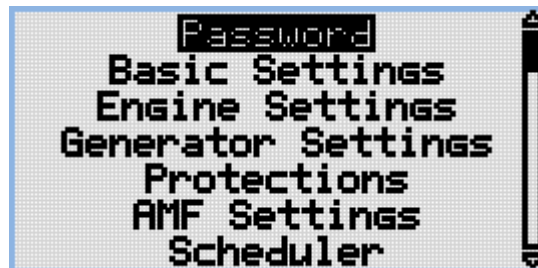 Password
Basic Settings
Engine Settings
Generator Settings
Protections
AMF Settings
Scheduler